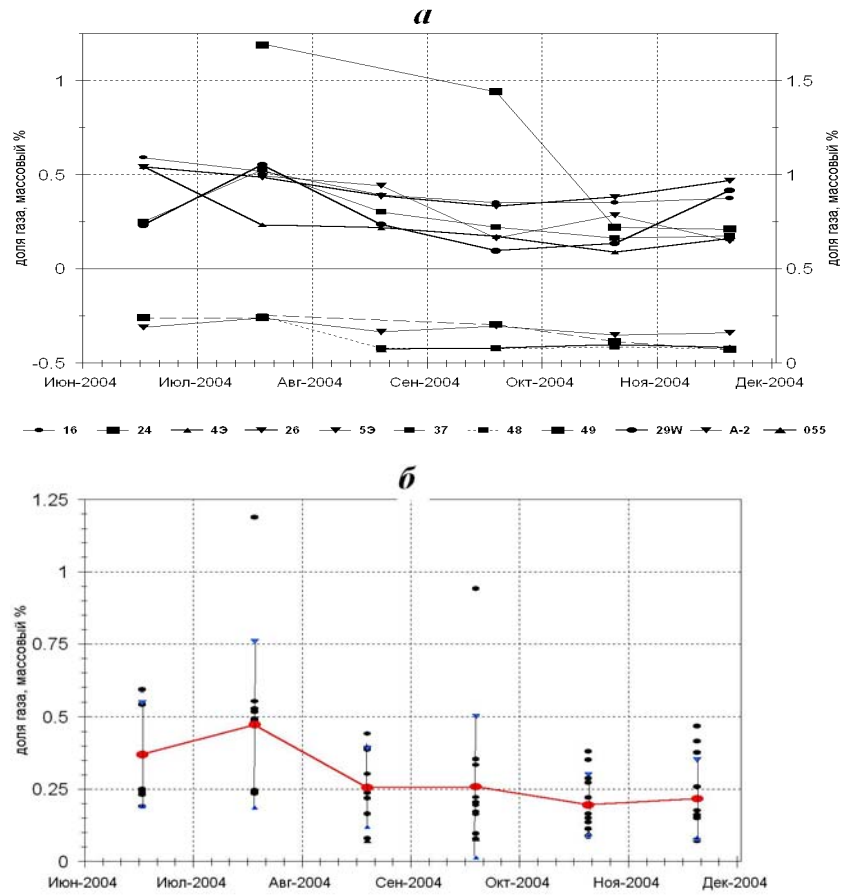 а
1
0.5
0
-0.5
доля газа, массовый %
1.5
1
0.5
0
доля газа, массовый %
Июн-2004 Июл-2004 Авг-2004 Сен-2004 Окт-2004 Ноя-2004 Дек-2004
16 24 4Э 26 5Э 37 48 49 29W А-2 055
б
1.25
1
0.75
0.5
0.25
0
доля газа, массовый %
Июн-2004 Июл-2004 Авг-2004 Сен-2004 Окт-2004 Ноя-2004 Дек-2004